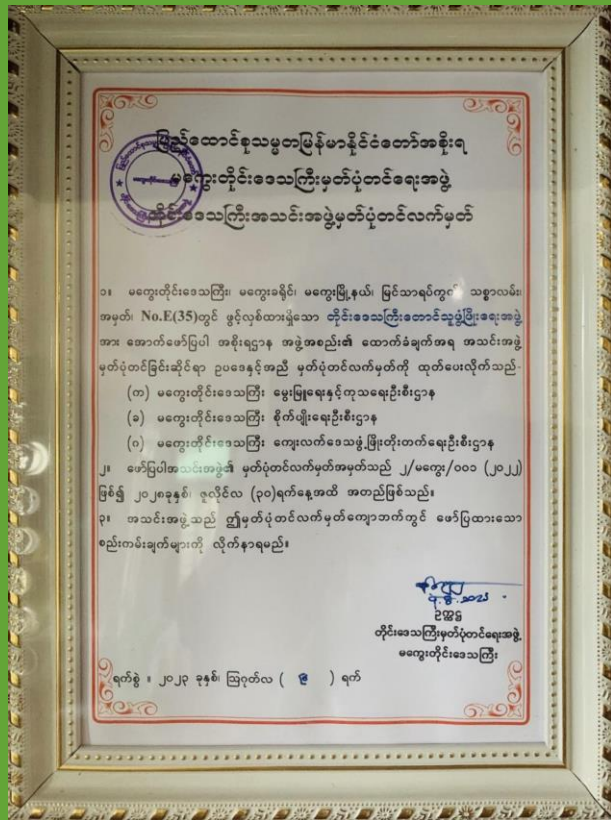 ပြည်ထောင်စုသမ္မတမြန်မာနိုင်ငံတော်အစိုးရ
မကွေးတိုင်းဒေသကြီးမှတ်ပုံတင်ရေးအဖွဲ့
တိုင်းဒေသကြီးအသင်းအဖွဲ့မှတ်ပုံတင်လက်မှတ်
၁။ မကွေးတိုင်းဒေသကြီး၊ မကွေးခရိုင်၊ မကွေးမြို့နယ်၊ မြင်သာရပ်ကွက်၊ သစ္စာလမ်း၊
အမှတ်၊ No.E(35)တွင် ဖွင့်လှစ်ထားရှိသော တိုင်းဒေသကြီးတောင်သူဖွံ့ဖြိုးရေးအဖွဲ့
အား အောက်ဖော်ပြပါ အစိုးရဌာန အဖွဲ့အစည်း၏ ထောက်ခံချက်အရ အသင်းအဖွဲ့
မှတ်ပုံတင်ခြင်းဆိုင်ရာ ဥပဒေနှင့်အညီ မှတ်ပုံတင်လက်မှတ်ကို ထုတ်ပေးလိုက်သည်-
(က) မကွေးတိုင်းဒေသကြီး မွေးမြူရေးနှင့်ကုသရေးဦးစီးဌာန
(ခ) မကွေးတိုင်းဒေသကြီး စိုက်ပျိုးရေးဦးစီးဌာန
(ဂ) မကွေးတိုင်းဒေသကြီး ကျေးလက်ဒေသဖွံ့ဖြိုးတိုးတက်ရေးဦးစီးဌာန
၂။ ဖော်ပြပါအသင်းအဖွဲ့၏ မှတ်ပုံတင်လက်မှတ်အမှတ်သည် ၂/မကွေး/၀၀၁ (၂၀၂၂)
ဖြစ်၍ ၂၀၂၈ခုနှစ်၊ ဇူလိုင်လ (၃၀)ရက်နေ့အထိ အတည်ဖြစ်သည်။
၃။ အသင်းအဖွဲ့သည် ဤမှတ်ပုံတင်လက်မှတ်ကျောဘက်တွင် ဖော်ပြထားသော
စည်းကမ်းချက်များကို လိုက်နာရမည်။
ဥက္ကဋ္ဌ
တိုင်းဒေသကြီးမှတ်ပုံတင်ရေးအဖွဲ့
မကွေးတိုင်းဒေသကြီး
ရက်စွဲ ။ ၂၀၂၃ ခုနှစ်၊ ဩဂုတ်လ ( ၉ ) ရက်